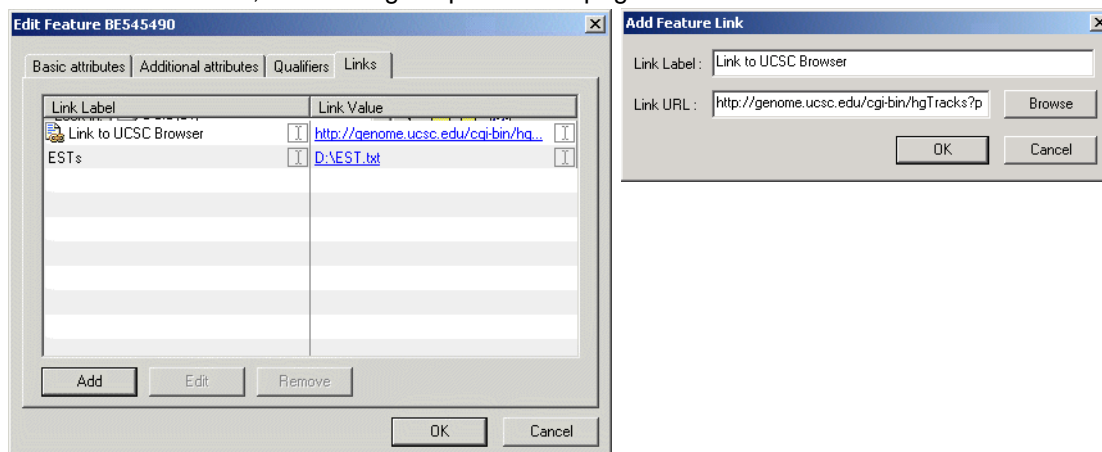 Edit Feature BE545490
Basic attributes Additional attributes Qualifiers Links
Link Label Link Value
Link to UCSC Browser http://genome.ucsc.edu/cgi-bin/hg...
ESTs D:\EST.txt
Add Edit Remove
OK Cancel
Add Feature Link
Link Label : Link to UCSC Browser
Link URL : http://genome.ucsc.edu/cgi-bin/hgTracks?p Browse
OK Cancel